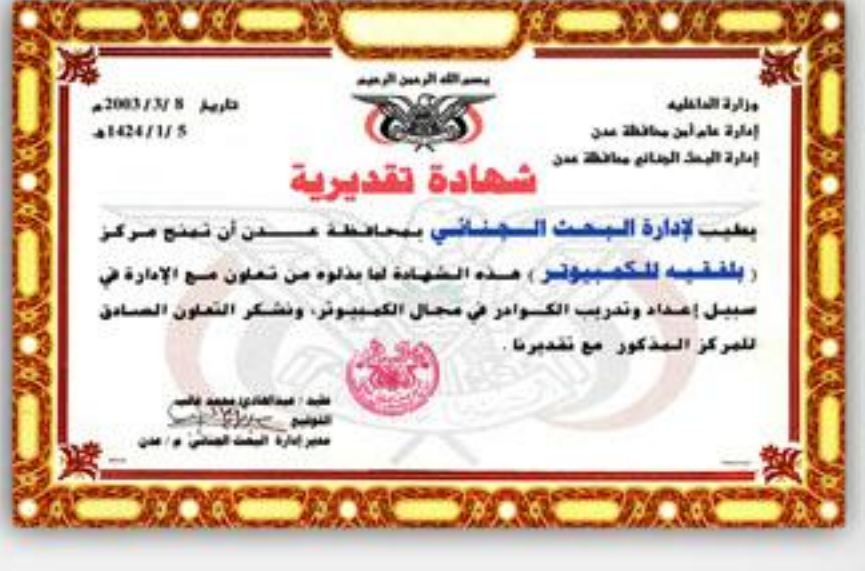 بسم الله الرحمن الرحيم
وزارة الداخليه
إدارة عام أمن محافظة عدن
إدارة البحث الجنائي محافظة عدن
تاريخ 8 /3 /2003م
5 /1 /1424هـ
شهادة تقديرية
يطيب لإدارة البحث الجنائي بمحافظة عدن أن تمنح مركز
( بلفقيه للكمبيوتر ) هذه الشهادة لما بذلوه من تعاون مع الإدارة في
سبيل إعداد وتدريب الكوادر في مجال الكمبيوتر، ونشكر التعاون الصادق
للمركز المذكور مع تقديرنا .
عقيد / عبدالهادي محمد غالب
التوقيع
مدير إدارة البحث الجنائي م / عدن